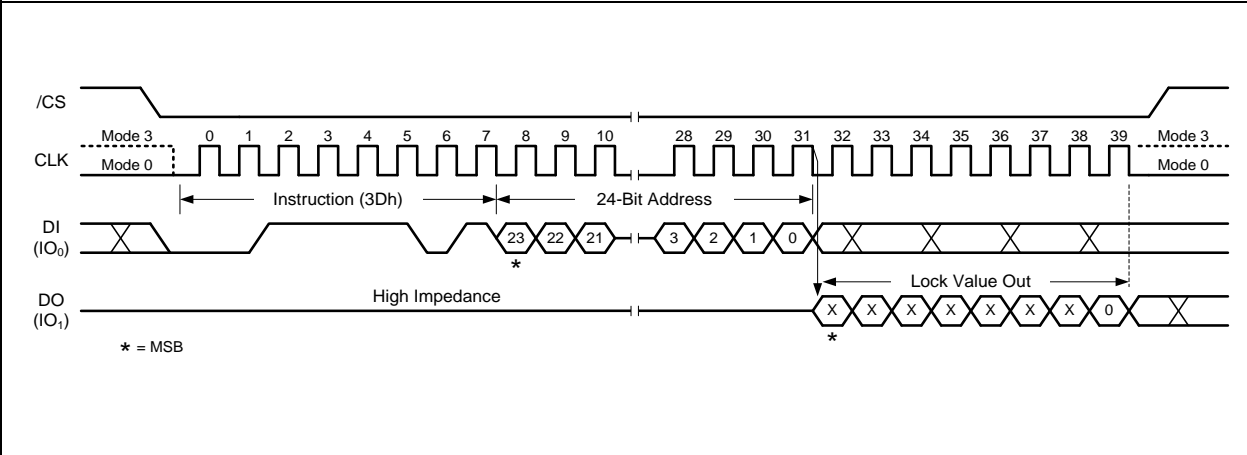 /CS
Mode 3 0 1 2 3 4 5 6 7 8 9 10 28 29 30 31 32 33 34 35 36 37 38 39 Mode 3
CLK Mode 0 Mode 0
Instruction (3Dh) 24-Bit Address
DI
(IO₀)
23 22 21 3 2 1 0
*
Lock Value Out
High Impedance
DO
(IO₁)
X X X X X X X 0
*
* = MSB